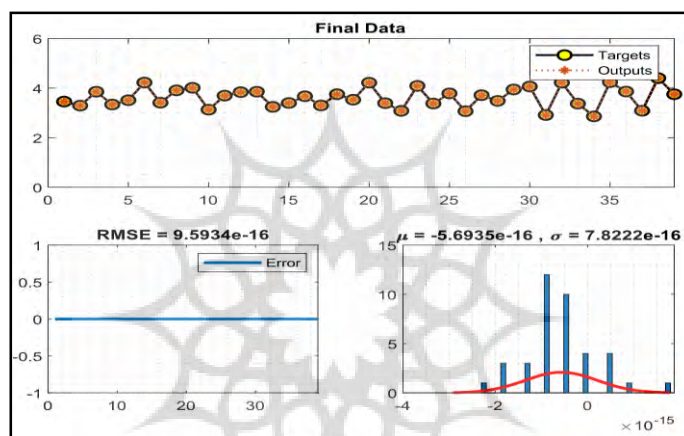 Final Data
6
4
2
0
Targets
Outputs
0 5 10 15 20 25 30 35
RMSE = 9.5934e-16
1
0.5
0
-0.5
-1
Error
0 10 20 30
μ = -5.6935e-16 , σ = 7.8222e-16
15
10
5
0
-4 -2 0
× 10^-15